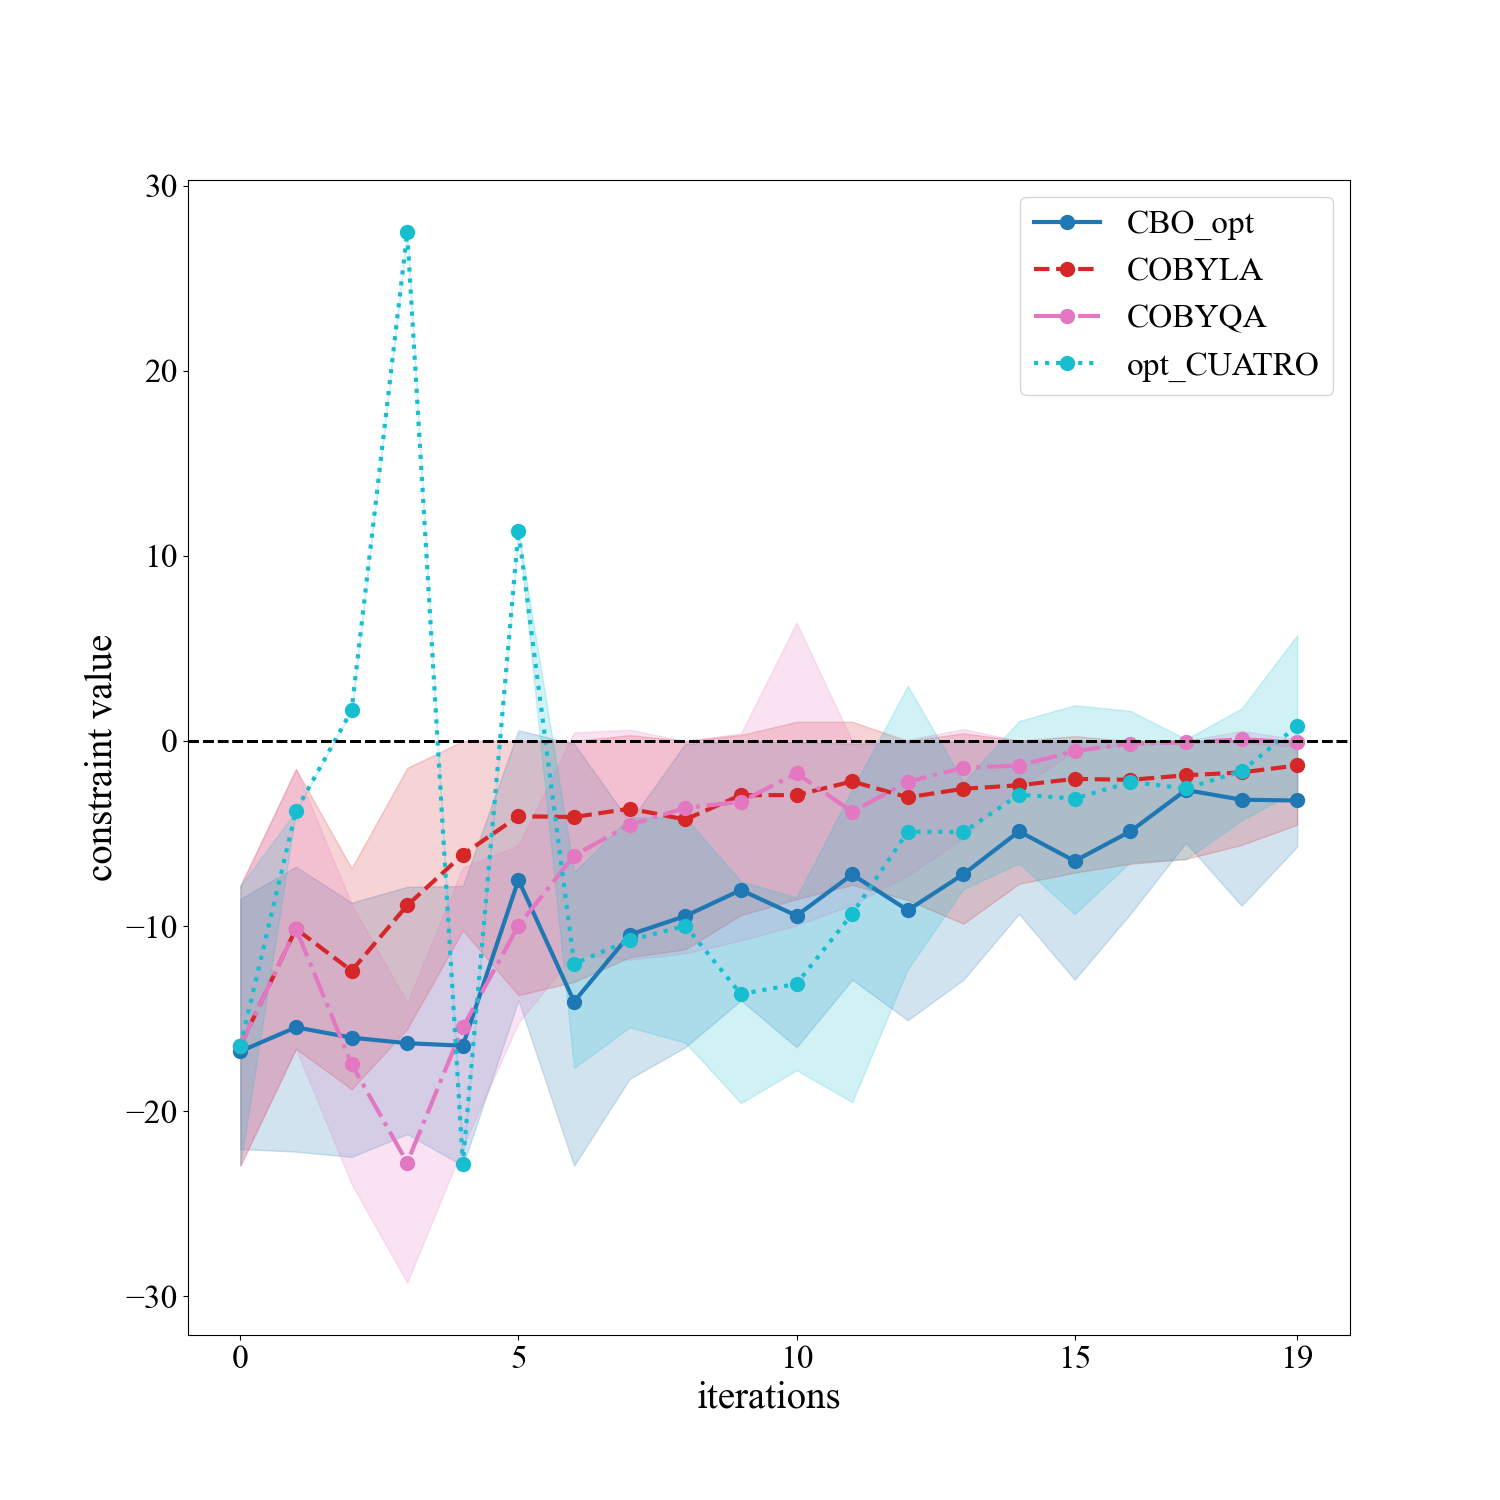 30
20
10
0
−10
−20
−30
constraint value
0 5 10 15 19
iterations
CBO_opt
COBYLA
COBYQA
opt_CUATRO